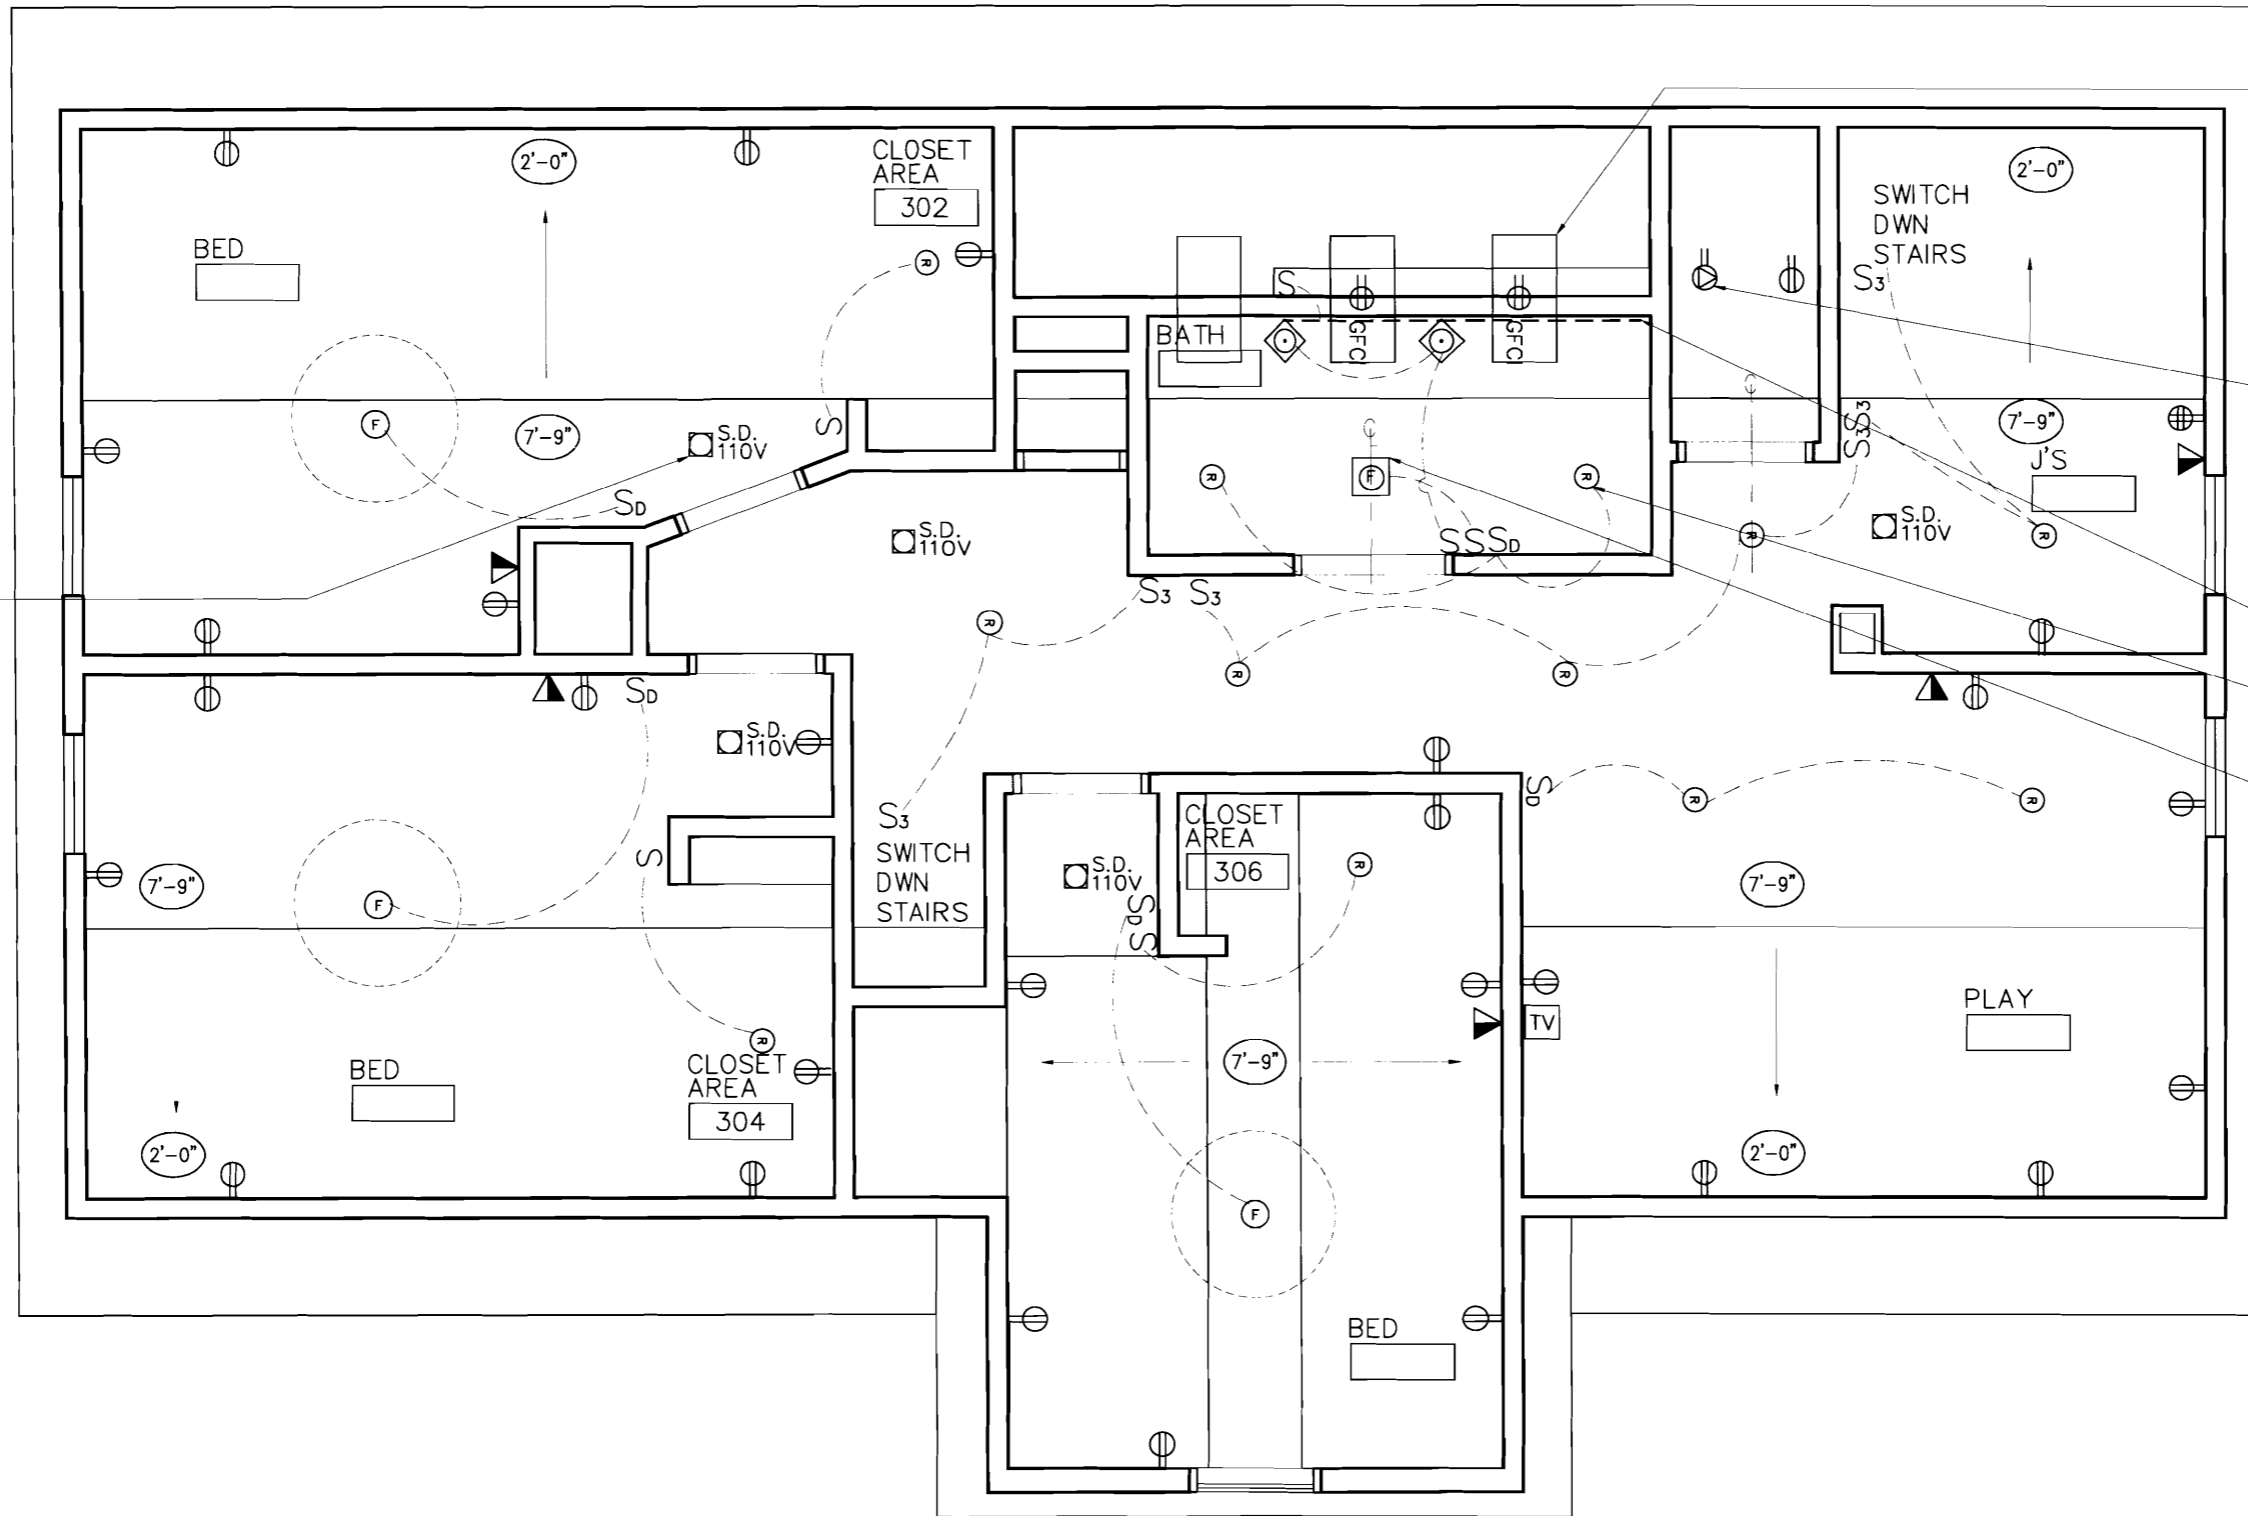 2'-0"
CLOSET
AREA
302
BED
R
F
7'-9"
S.D.
110V
S
SD
S.D.
110V
BATH
S
GFC
GFC
R
F
R
SSSD
SWITCH
DWN
STAIRS
S3
2'-0"
S3
S3
7'-9"
J'S
S.D.
110V
R
R
S3
S3
R
R
R
SD
S.D.
110V
S
7'-9"
F
S3
SWITCH
DWN
STAIRS
CLOSET
AREA
306
R
S.D.
110V
SD
S
SD
R
R
7'-9"
R
BED
CLOSET
AREA
304
2'-0"
7'-9"
TV
PLAY
2'-0"
F
BED